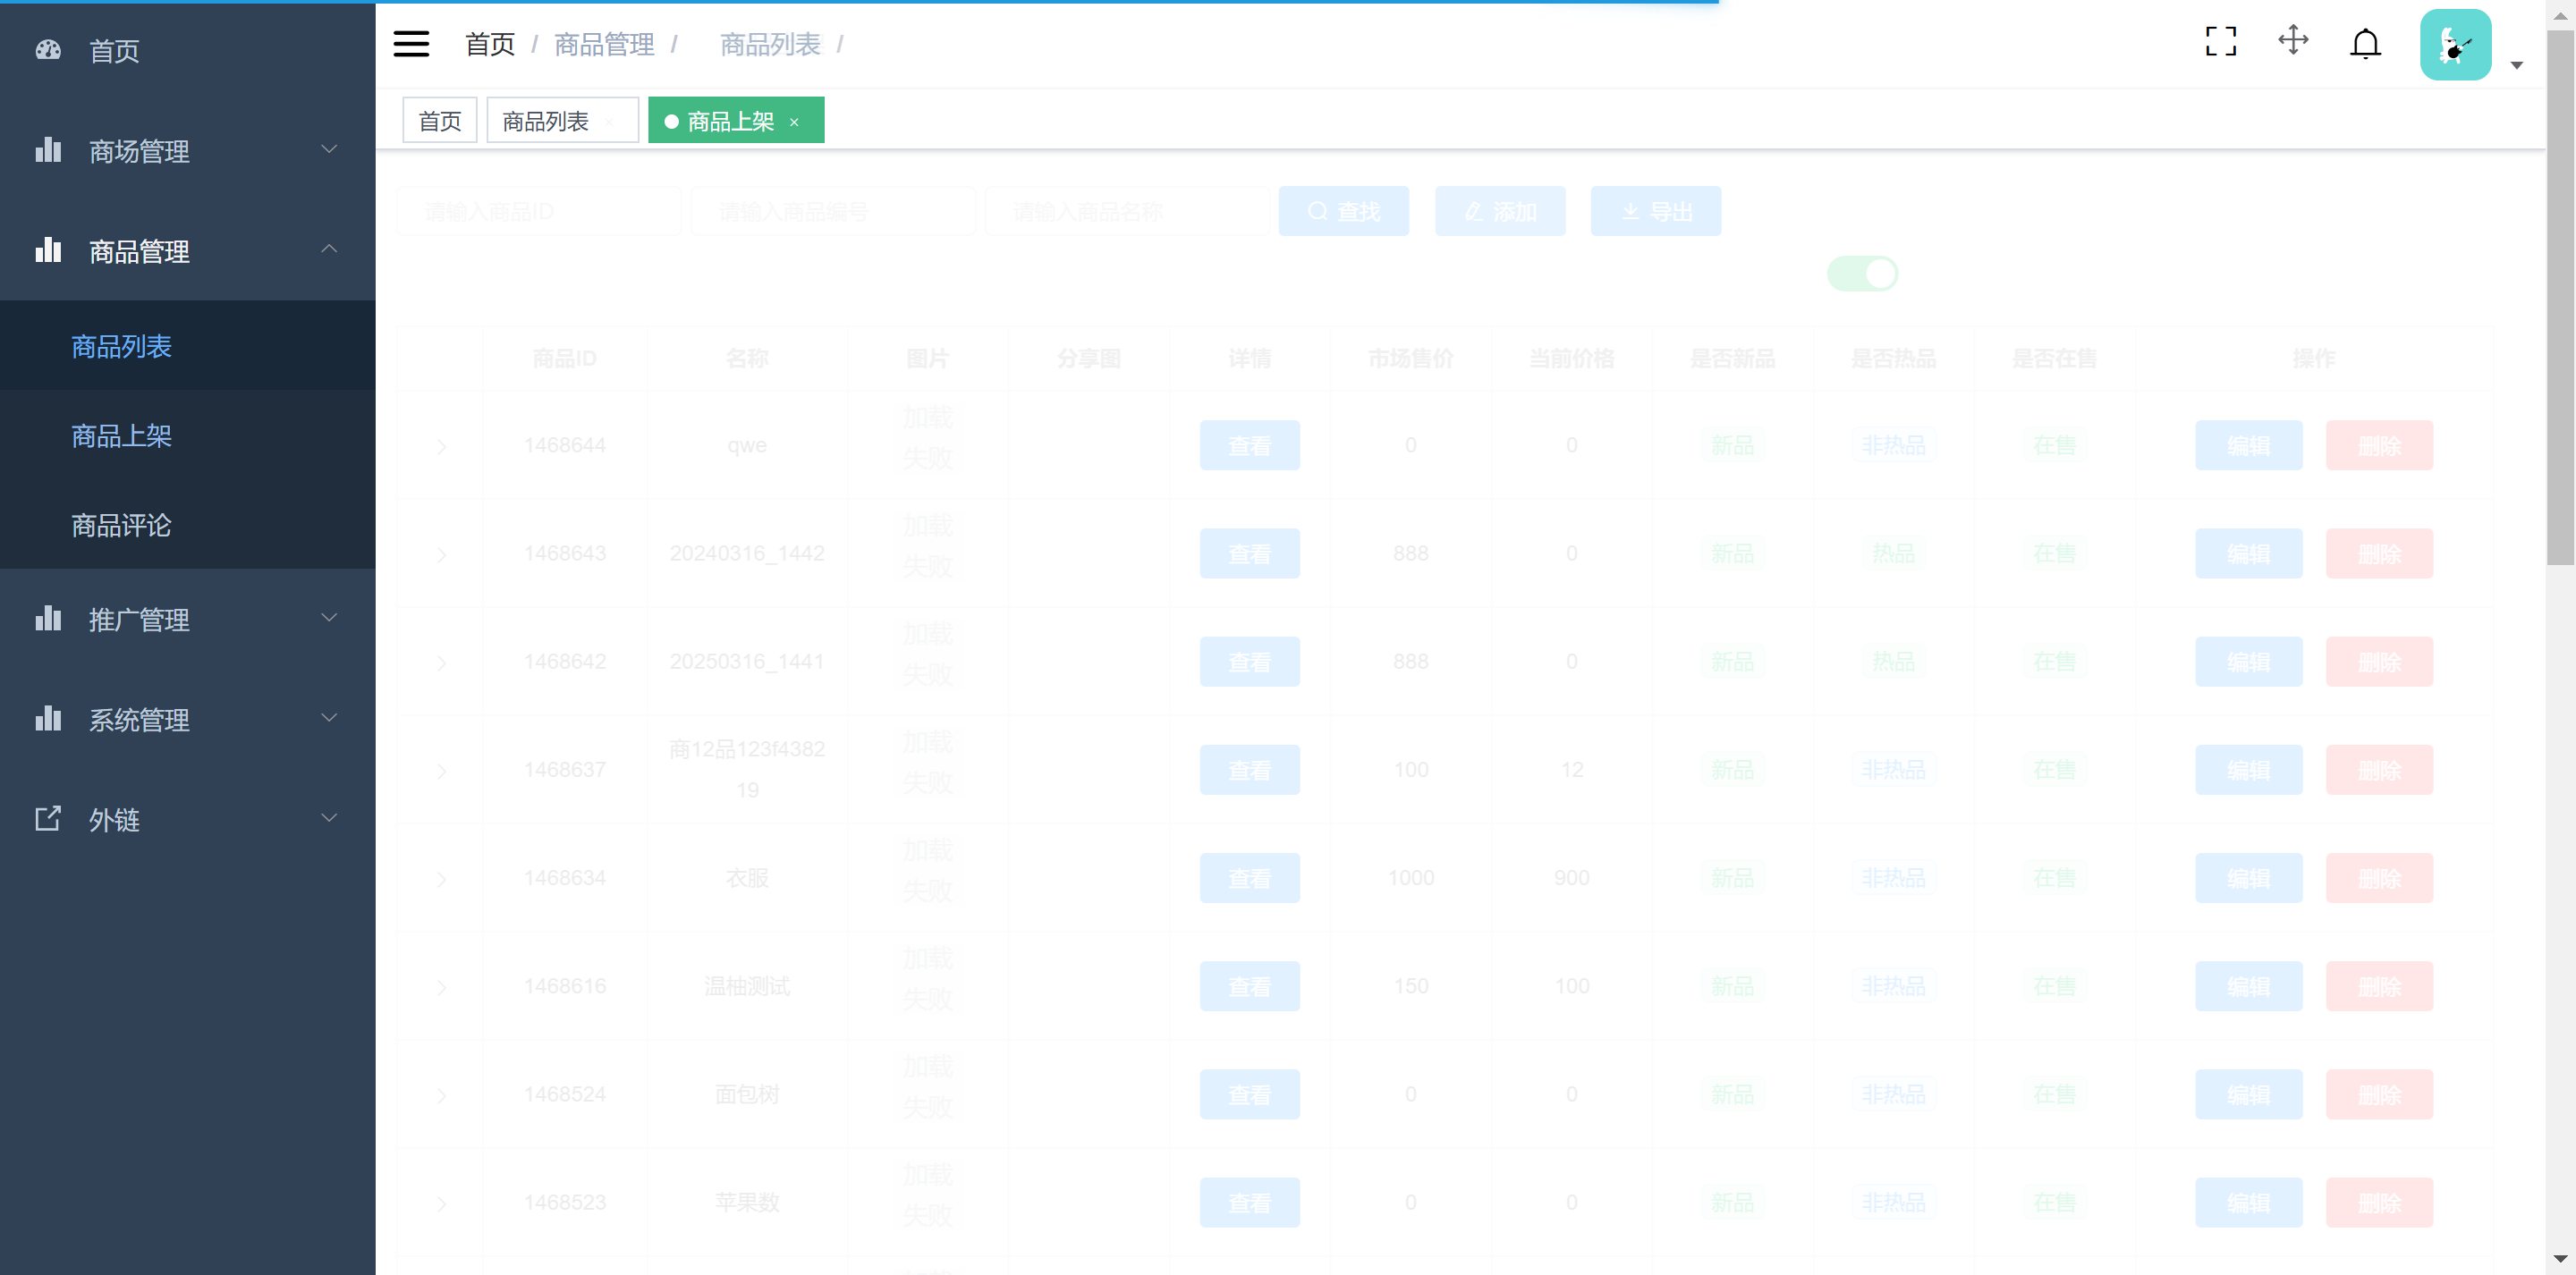 首页
商场管理
商品管理
商品列表
商品上架
商品评论
推广管理
系统管理
外链
首页 / 商品管理 / 商品列表 /
首页 商品列表 × 商品上架 ×
请输入商品ID 请输入商品编号 请输入商品名称 查找 添加 导出
商品ID 名称 图片 分享图 详情 市场售价 当前价格 是否新品 是否热品 是否在售 操作
1468644 qwe 加载失败 查看 0 0 新品 非热品 在售 编辑 删除
1468643 20240316_1442 加载失败 查看 888 0 新品 热品 在售 编辑 删除
1468642 20250316_1441 加载失败 查看 888 0 新品 热品 在售 编辑 删除
1468637 商12品123f438219 加载失败 查看 100 12 新品 非热品 在售 编辑 删除
1468634 衣服 加载失败 查看 1000 900 新品 非热品 在售 编辑 删除
1468616 温柚测试 加载失败 查看 150 100 新品 非热品 在售 编辑 删除
1468524 面包树 加载失败 查看 0 0 新品 非热品 在售 编辑 删除
1468523 苹果数 加载失败 查看 0 0 新品 非热品 在售 编辑 删除